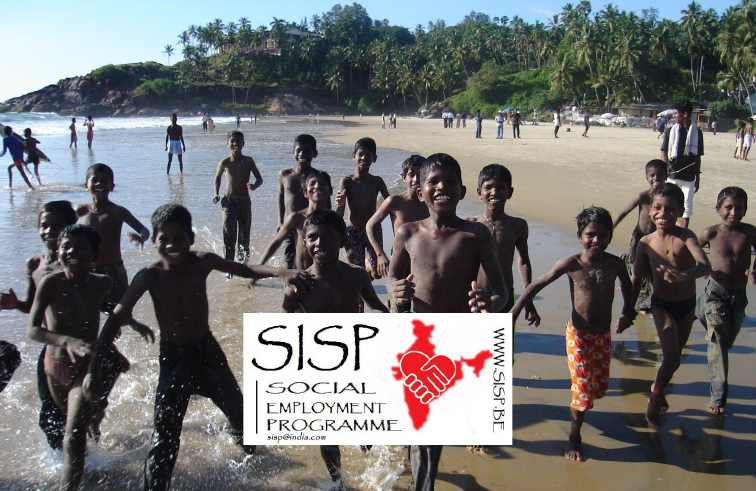 SISP
SOCIAL
EMPLOYMENT
PROGRAMME
sisp@india.com
WWW.SISP.BE